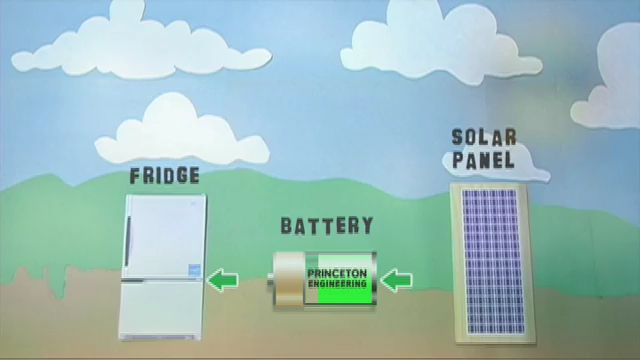 SOLAR
PANEL
FRIDGE
BATTERY
PRINCETON
ENGINEERING